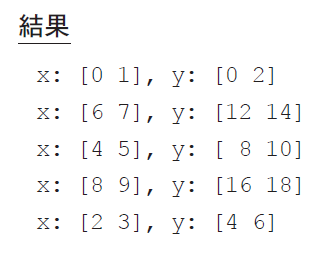 結果
x: [0 1], y: [0 2]
x: [6 7], y: [12 14]
x: [4 5], y: [ 8 10]
x: [8 9], y: [16 18]
x: [2 3], y: [4 6]